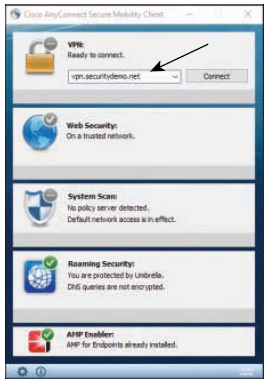 Cisco AnyConnect Secure Mobility Client
VPN:
Ready to connect.
vpn.securitydemo.net
Connect
Web Security:
On a trusted network.
System Scan:
No policy server detected.
Default network access is in effect.
Roaming Security:
You are protected by Umbrella.
DNS queries are not encrypted.
AMP Enabler:
AMP for Endpoints already installed.